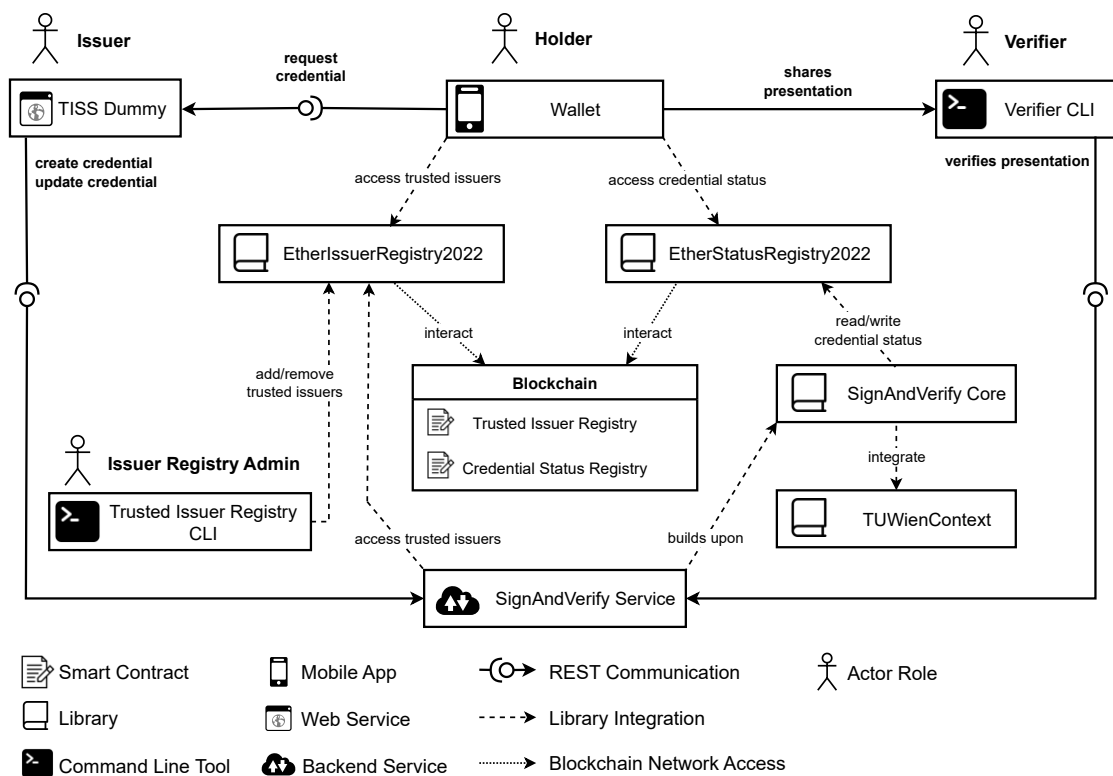 Issuer
Holder
Verifier
request
credential
shares
presentation
TISS Dummy
Wallet
Verifier CLI
create credential
update credential
verifies presentation
access trusted issuers
access credential status
EtherIssuerRegistry2022
EtherStatusRegistry2022
interact
interact
read/write
credential status
add/remove
trusted issuers
Blockchain
Trusted Issuer Registry
Credential Status Registry
SignAndVerify Core
integrate
Issuer Registry Admin
Trusted Issuer Registry
CLI
TUWienContext
access trusted issuers
builds upon
SignAndVerify Service
Smart Contract
Mobile App
REST Communication
Actor Role
Library
Web Service
Library Integration
Command Line Tool
Backend Service
Blockchain Network Access